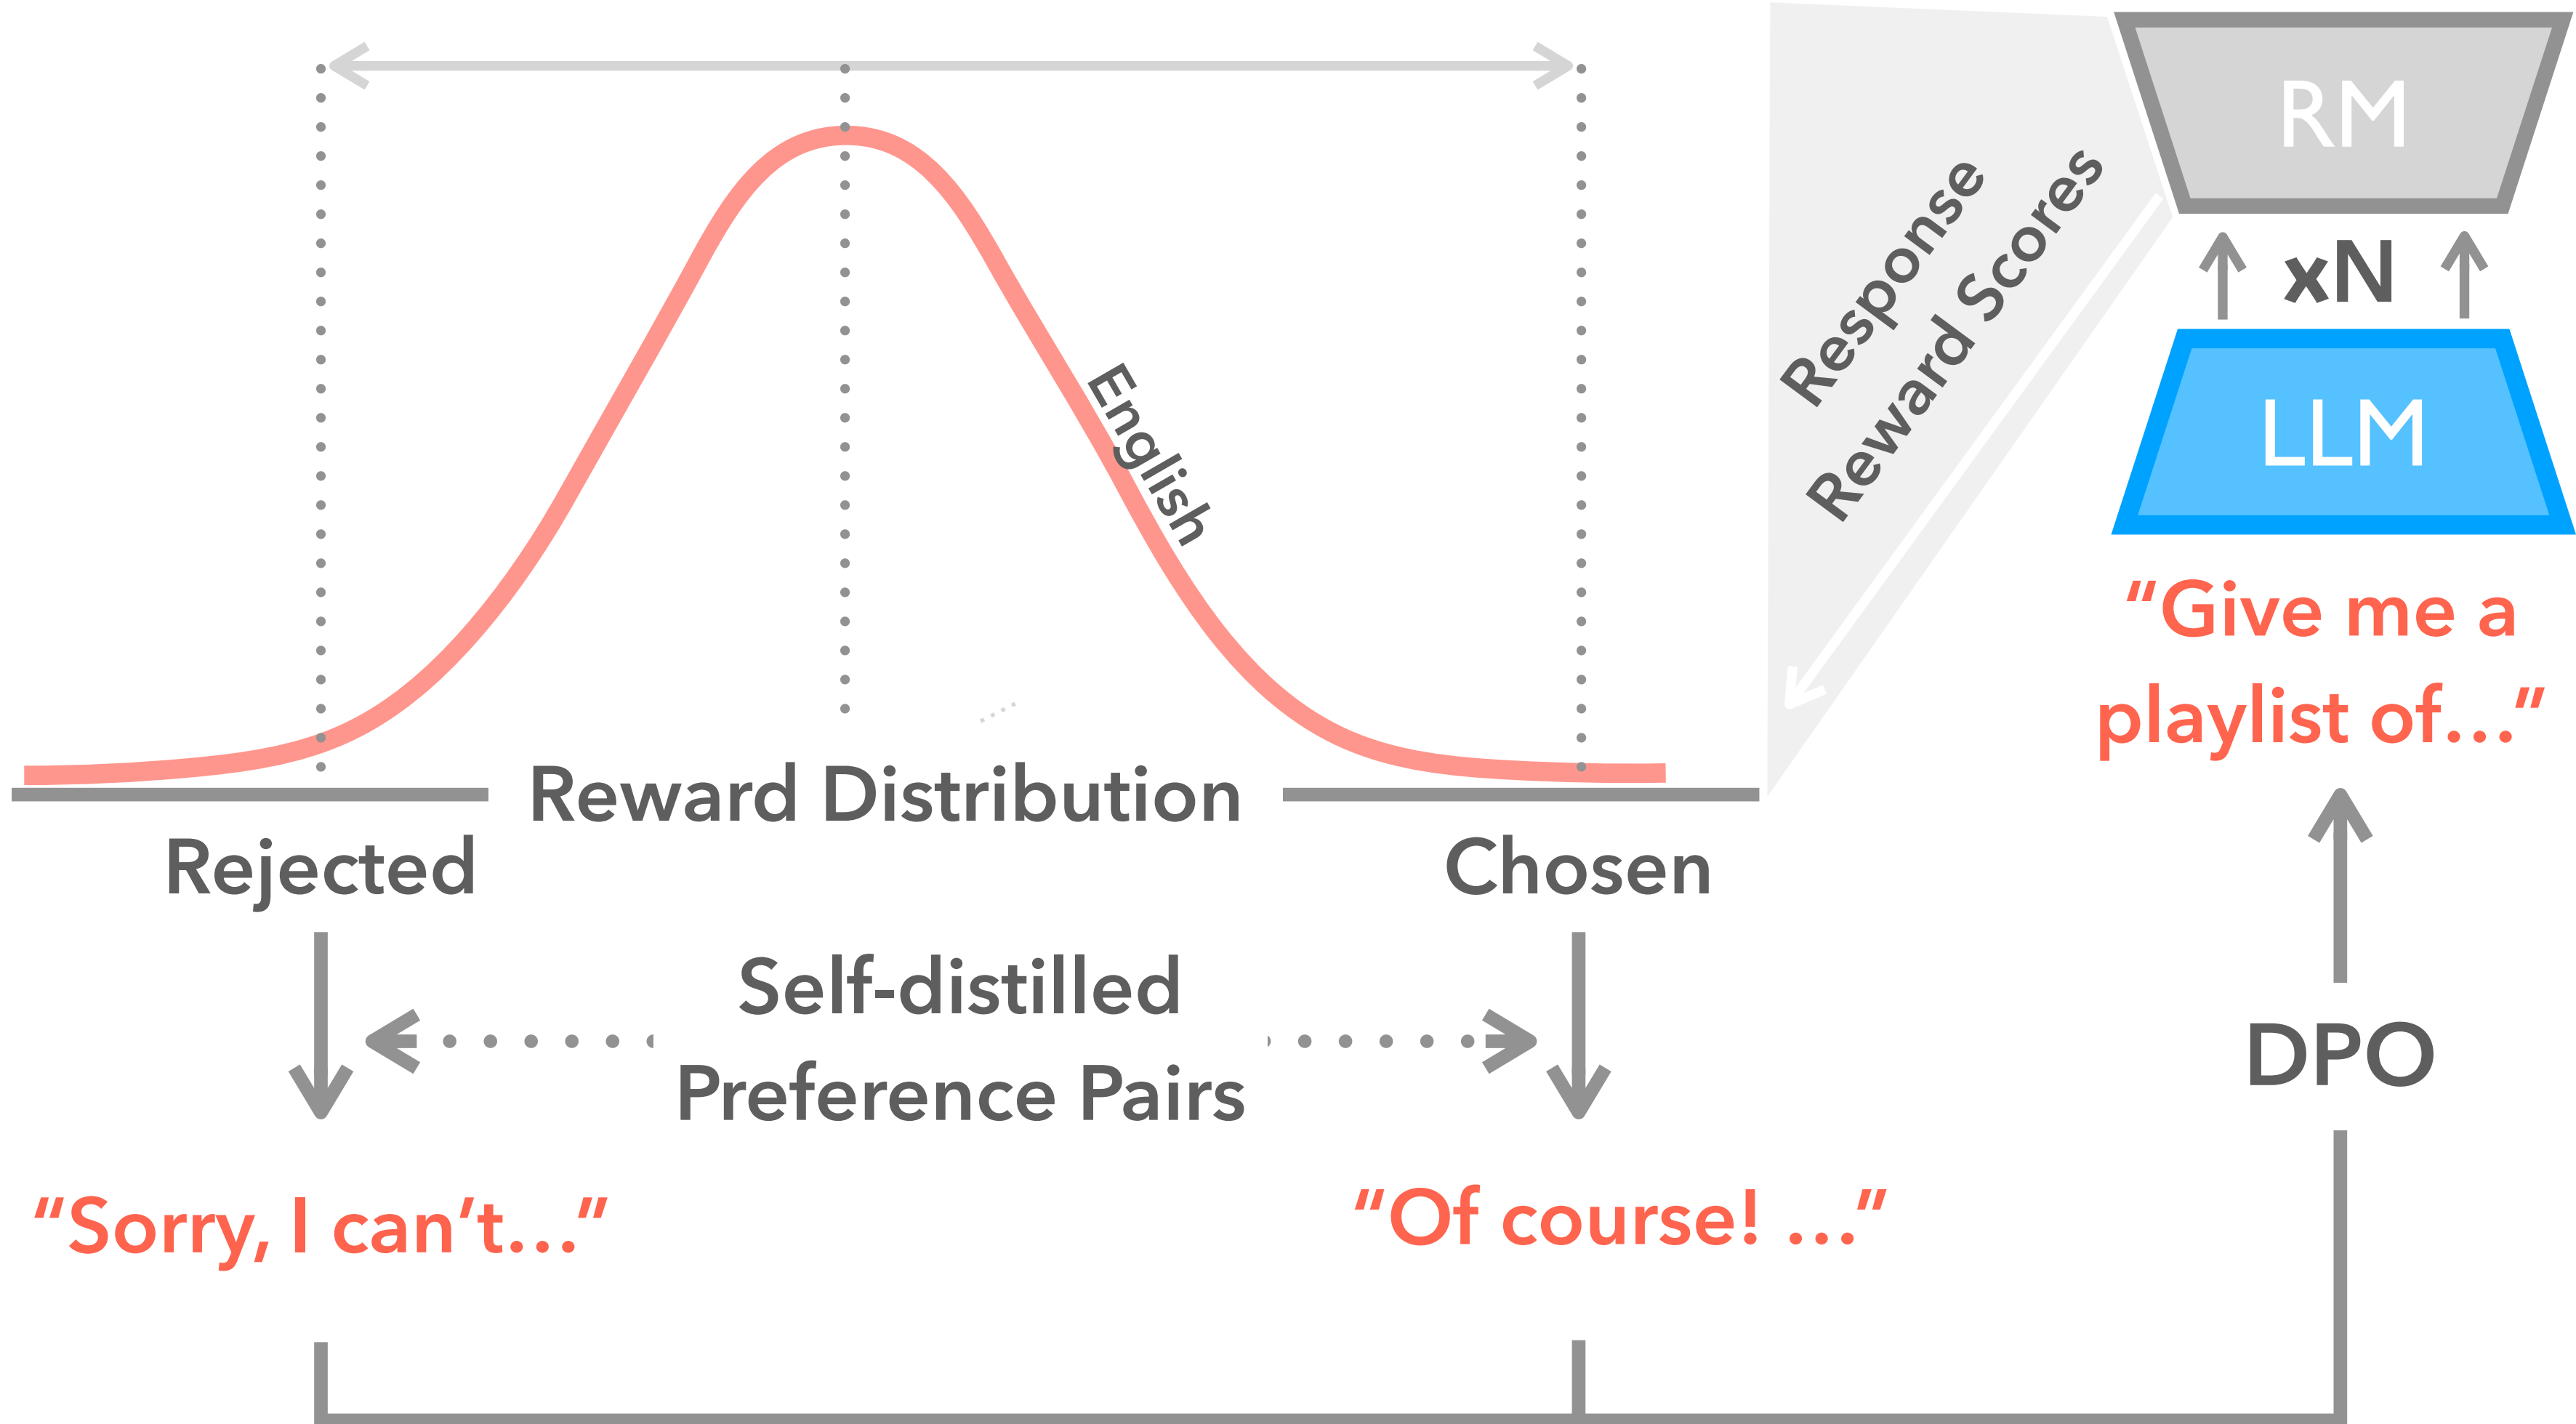 RM
xN
LLM
Response
Reward Scores
English
“Give me a
playlist of...”
Reward Distribution
Rejected
Chosen
Self-distilled
Preference Pairs
DPO
“Sorry, I can’t...”
“Of course! ...”